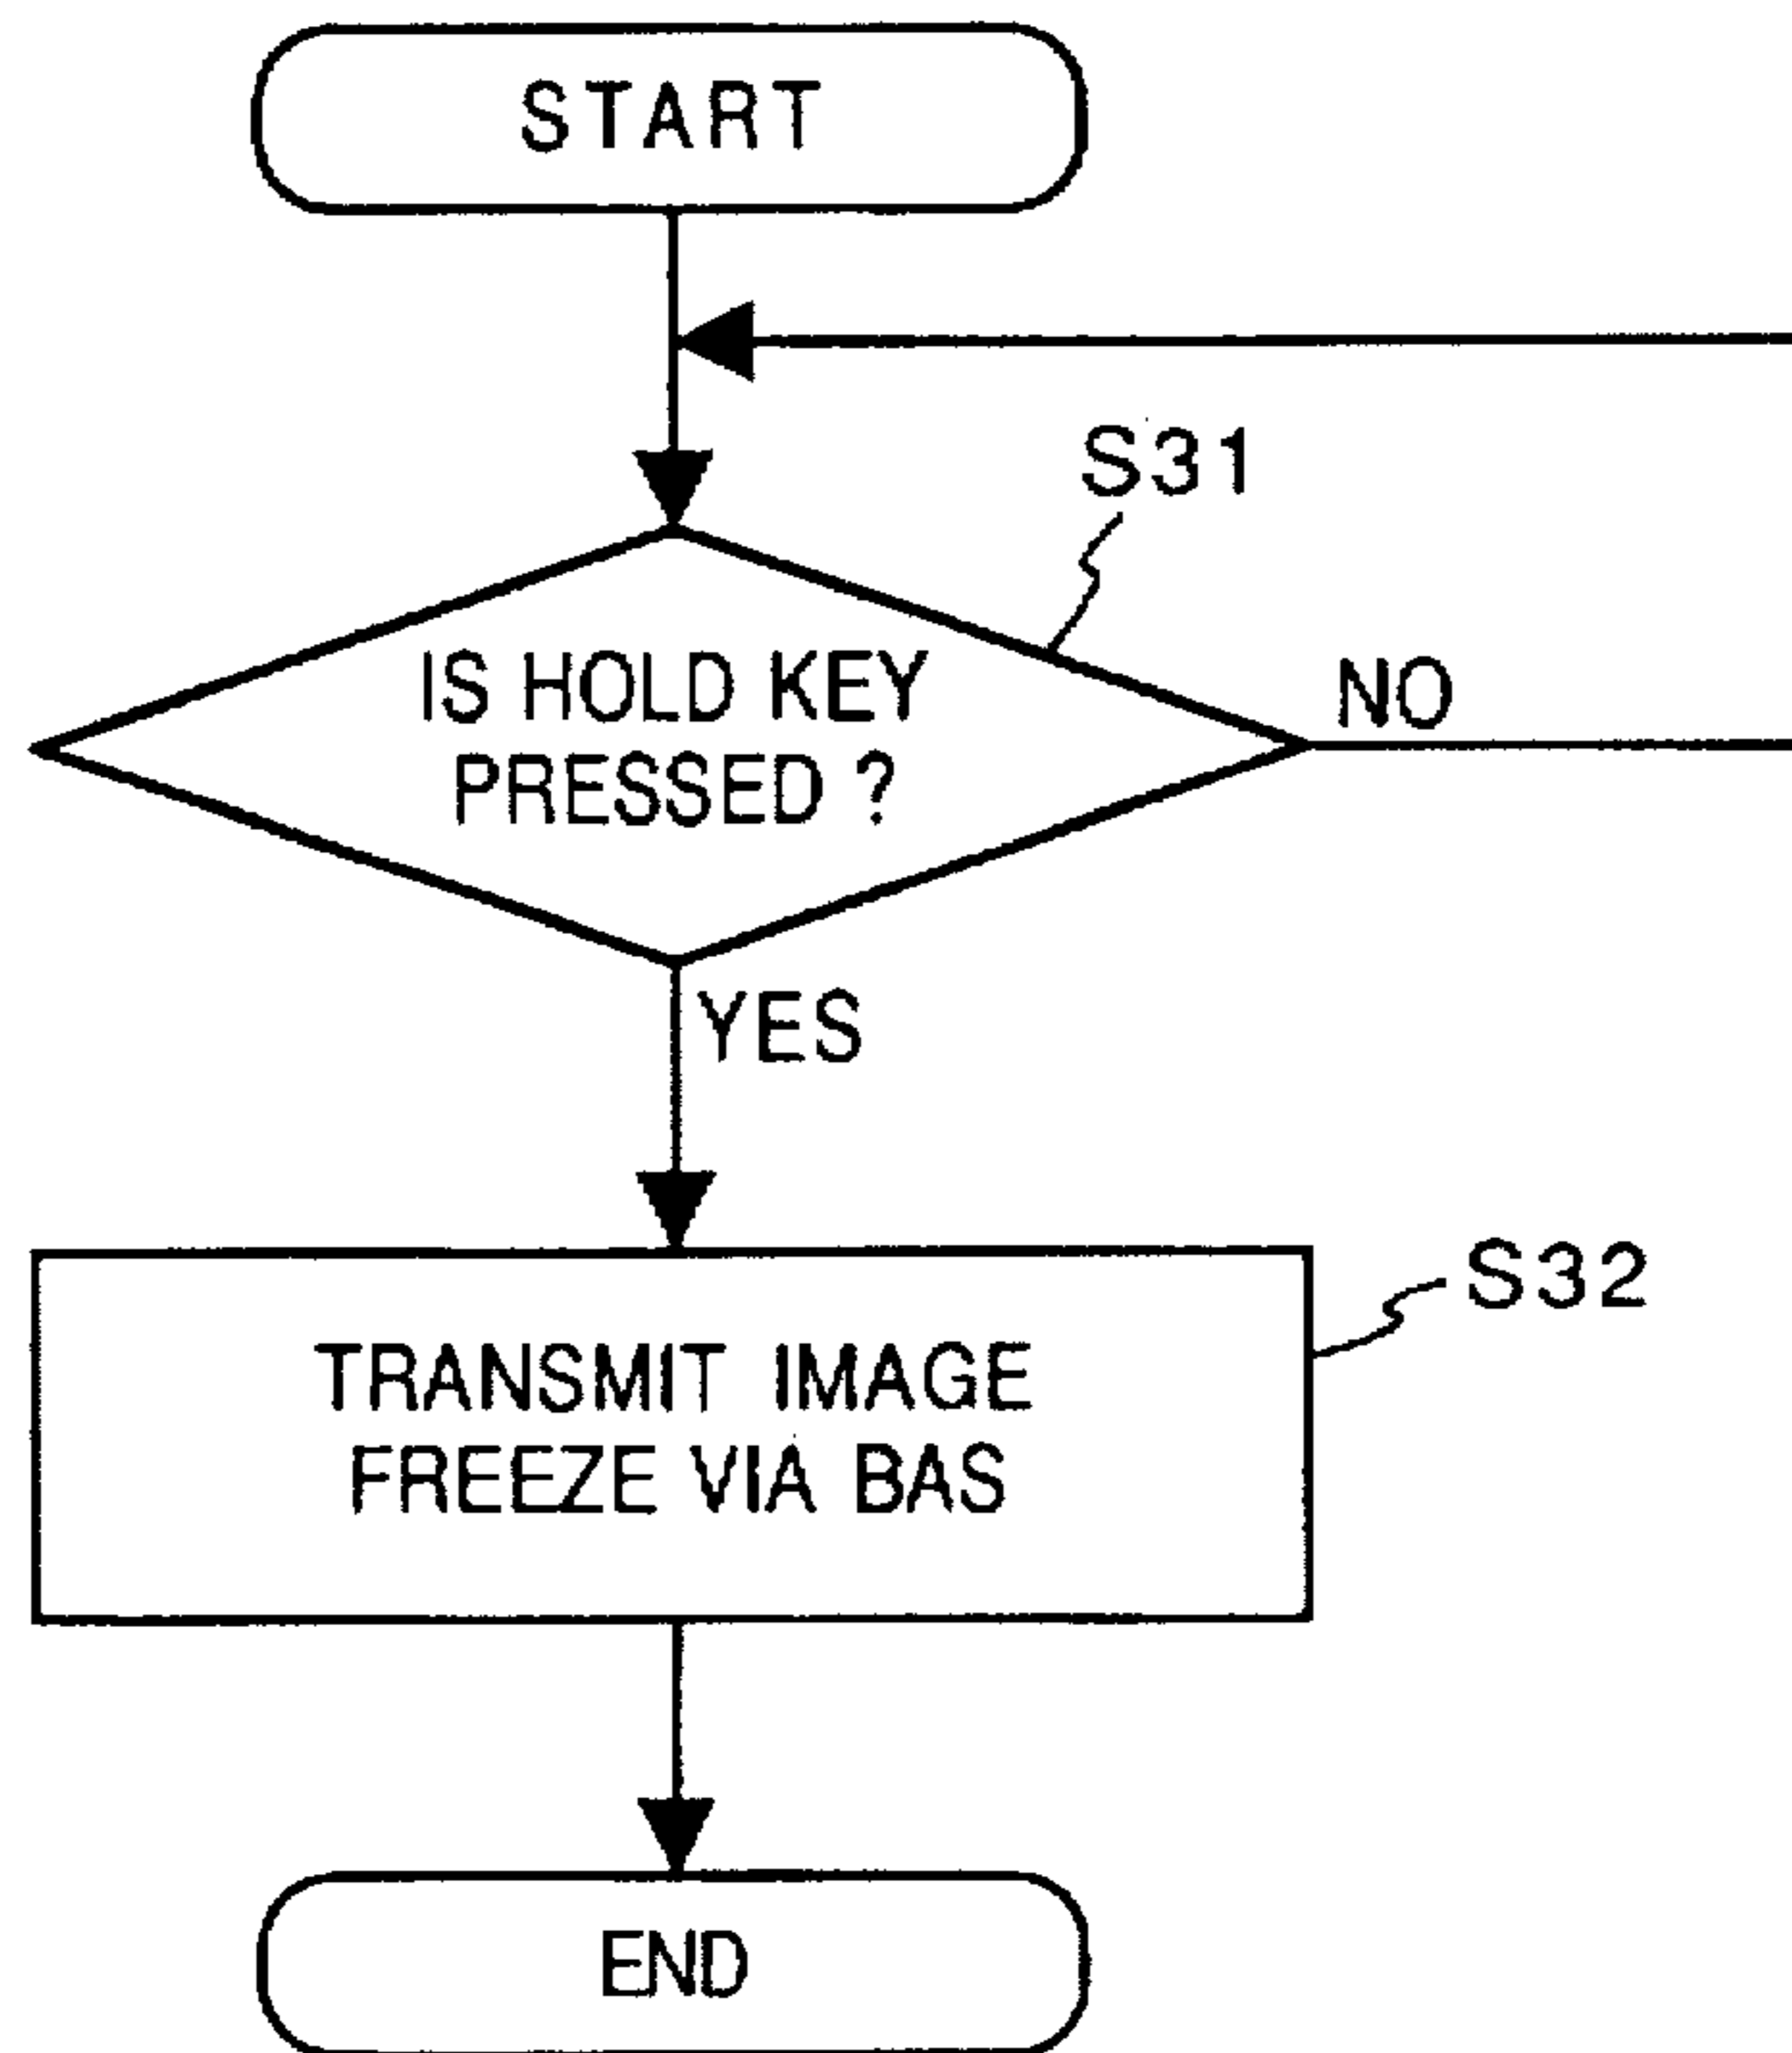 START
S31
IS HOLD KEY
PRESSED ?
NO
YES
S32
TRANSMIT IMAGE
FREEZE VIA BAS
END